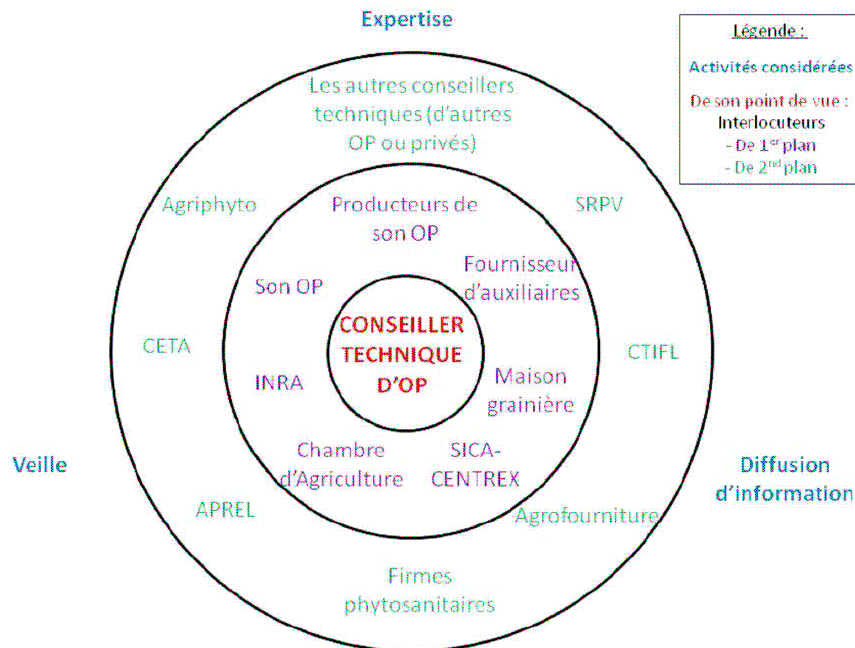 Expertise
Légende :
Activités considérées
De son point de vue :
Interlocuteurs
- De 1er plan
- De 2nd plan
Les autres conseillers
techniques (d'autres
OP ou privés)
Agriphyto
SRPV
Producteurs de
son OP
Son OP
Fournisseur
d'auxiliaires
CONSEILLER
TECHNIQUE
D'OP
CETA
CTIFL
INRA
Maison
grainière
Chambre
d'Agriculture
SICA-
CENTREX
Veille
Diffusion
d'information
APREL
Agrofourniture
Firmes
phytosanitaires